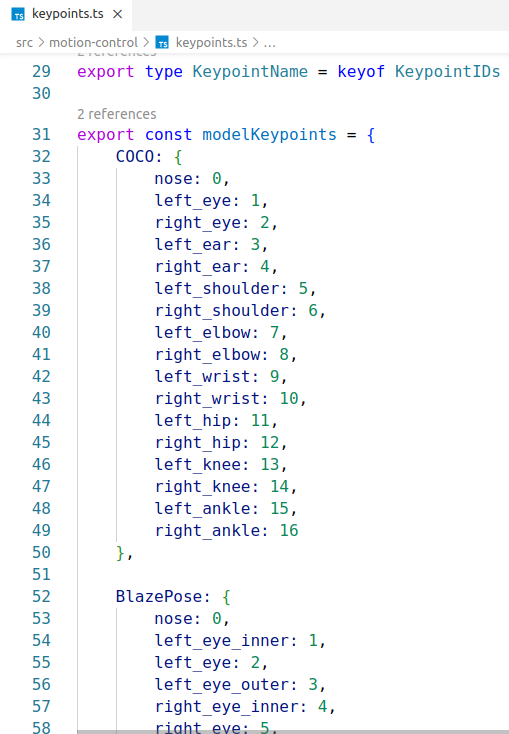 TS keypoints.ts ×
src > motion-control > TS keypoints.ts > ...
2 references
29 export type KeypointName = keyof KeypointIDs
30
2 references
31 export const modelKeypoints = {
32 COCO: {
33 nose: 0,
34 left_eye: 1,
35 right_eye: 2,
36 left_ear: 3,
37 right_ear: 4,
38 left_shoulder: 5,
39 right_shoulder: 6,
40 left_elbow: 7,
41 right_elbow: 8,
42 left_wrist: 9,
43 right_wrist: 10,
44 left_hip: 11,
45 right_hip: 12,
46 left_knee: 13,
47 right_knee: 14,
48 left_ankle: 15,
49 right_ankle: 16
50 },
51
52 BlazePose: {
53 nose: 0,
54 left_eye_inner: 1,
55 left_eye: 2,
56 left_eye_outer: 3,
57 right_eye_inner: 4,
58 right_eye: 5,